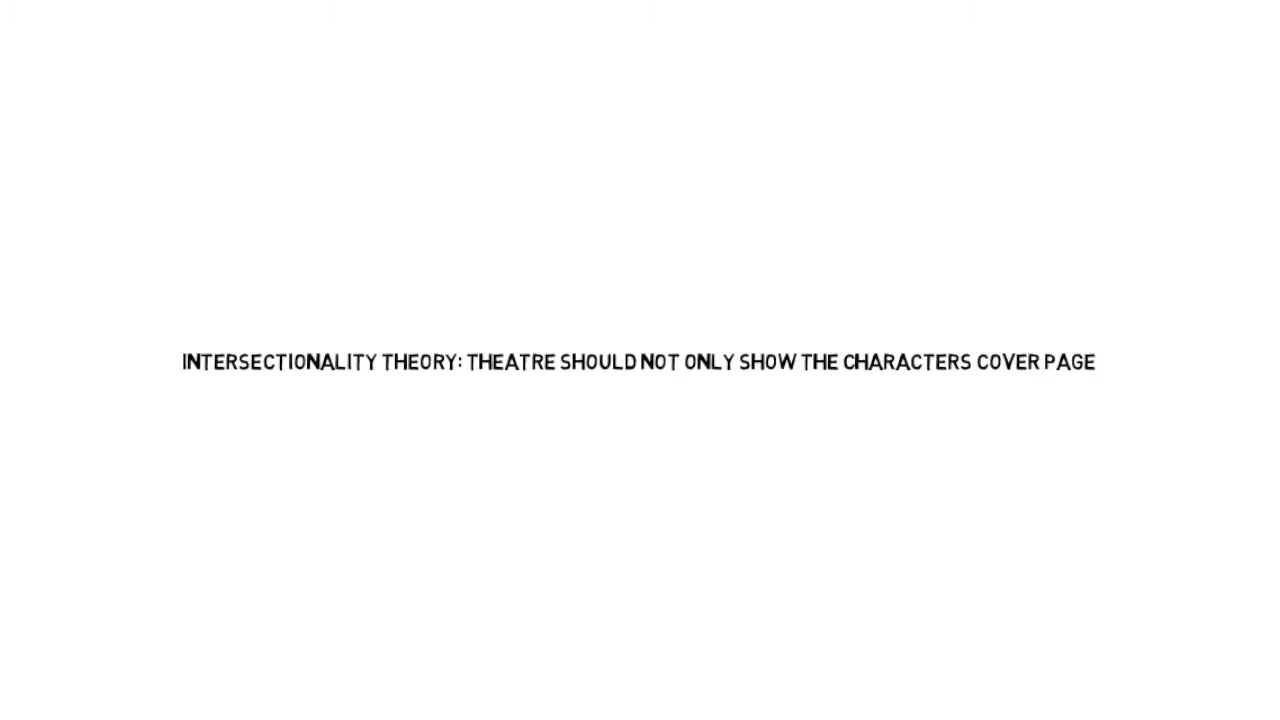 INTERSECTIONALITY THEORY: THEATRE SHOULD NOT ONLY SHOW THE CHARACTERS COVER PAGE